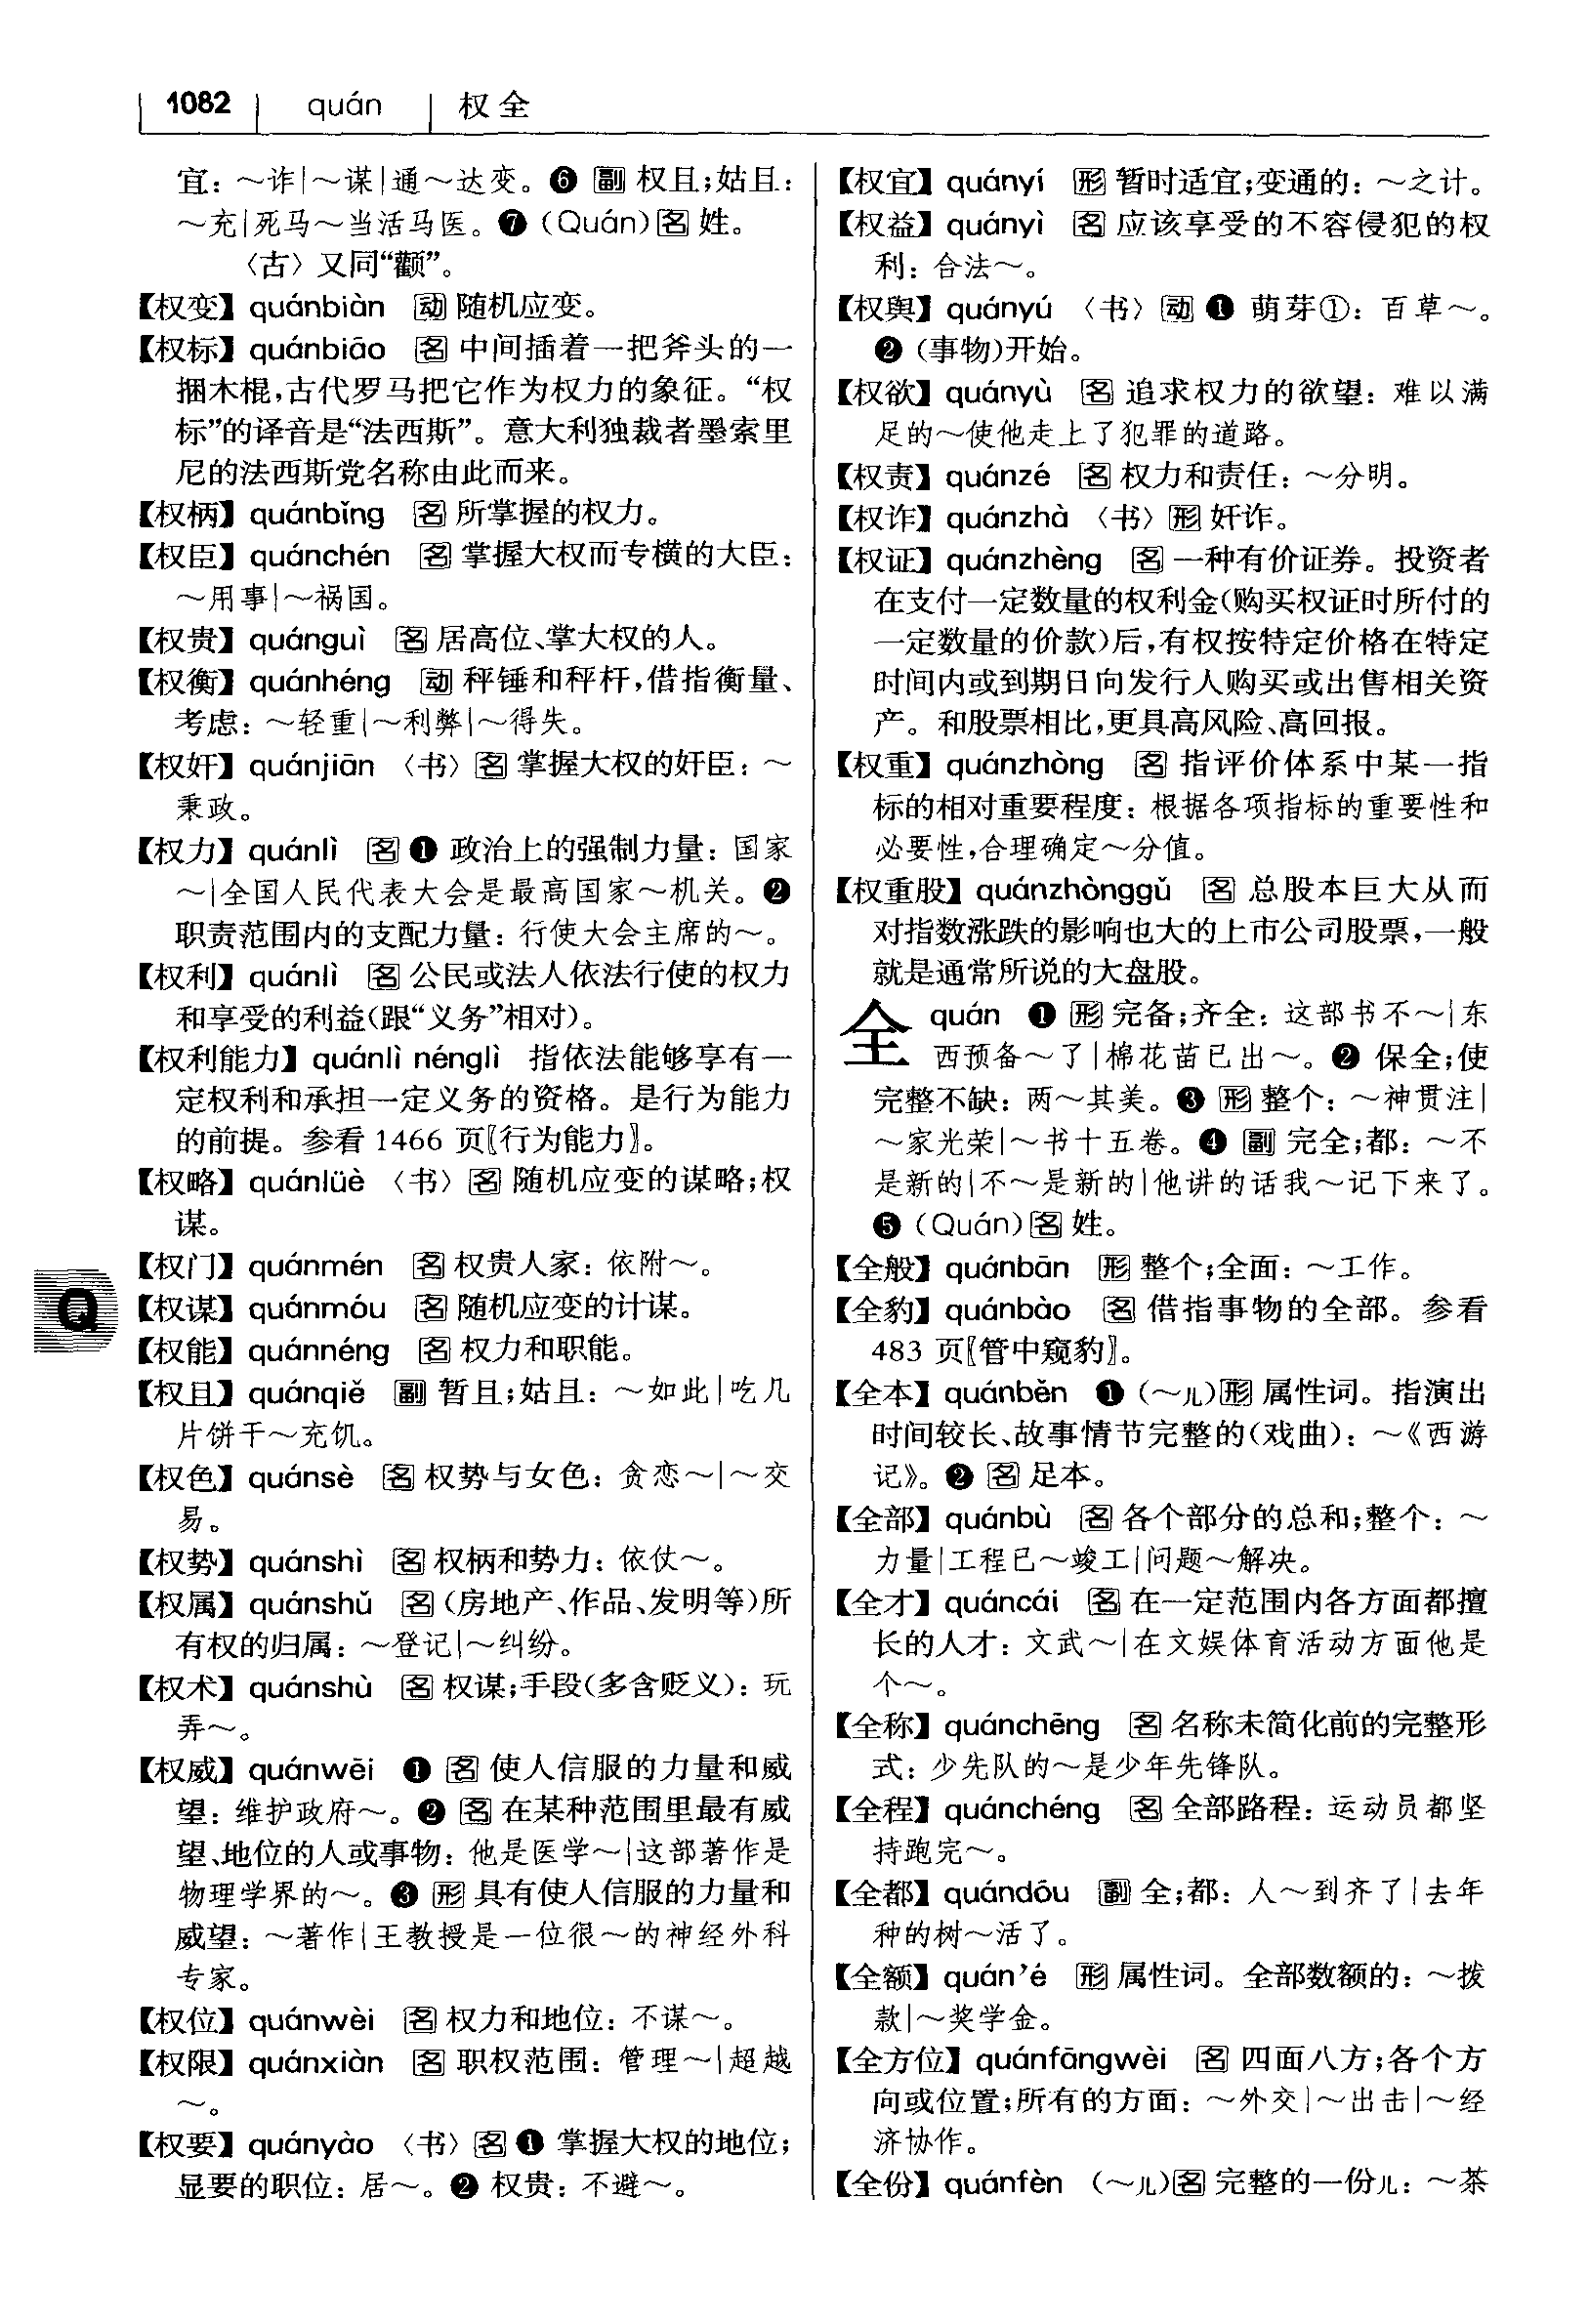 1082 quán 权全
宜：～诈|～谋|通～达变。❻ 副 权且；姑且：
～充|死马～当活马医。❼（Quán）名 姓。
〈古〉又同“颧”。
【权变】quánbiàn 动 随机应变。
【权标】quánbiāo 名 中间插着一把斧头的一
捆木棍，古代罗马把它作为权力的象征。“权
标”的译音是“法西斯”。意大利独裁者墨索里
尼的法西斯党名称由此而来。
【权柄】quánbǐng 名 所掌握的权力。
【权臣】quánchén 名 掌握大权而专横的大臣：
～用事|～祸国。
【权贵】quánguì 名 居高位、掌大权的人。
【权衡】quánhéng 动 秤锤和秤杆，借指衡量、
考虑：～轻重|～利弊|～得失。
【权奸】quánjiān 〈书〉名 掌握大权的奸臣：～
秉政。
【权力】quánlì 名 ❶ 政治上的强制力量：国家
～|全国人民代表大会是最高国家～机关。❷
职责范围内的支配力量：行使大会主席的～。
【权利】quánlì 名 公民或法人依法行使的权力
和享受的利益（跟“义务”相对）。
【权利能力】quánlì nénglì 指依法能够享有一
定权利和承担一定义务的资格。是行为能力
的前提。参看 1466 页〖行为能力〗。
【权略】quánlüè 〈书〉名 随机应变的谋略；权
谋。
【权门】quánmén 名 权贵人家：依附～。
【权谋】quánmóu 名 随机应变的计谋。
【权能】quánnéng 名 权力和职能。
【权且】quánqiě 副 暂且；姑且：～如此|吃几
片饼干～充饥。
【权色】quánsè 名 权势与女色：贪恋～|～交
易。
【权势】quánshì 名 权柄和势力：依仗～。
【权属】quánshǔ 名（房地产、作品、发明等）所
有权的归属：～登记|～纠纷。
【权术】quánshù 名 权谋；手段（多含贬义）：玩
弄～。
【权威】quánwēi ❶ 名 使人信服的力量和威
望：维护政府～。❷ 名 在某种范围里最有威
望、地位的人或事物：他是医学～|这部著作是
物理学界的～。❸ 形 具有使人信服的力量和
威望：～著作|王教授是一位很～的神经外科
专家。
【权位】quánwèi 名 权力和地位：不谋～。
【权限】quánxiàn 名 职权范围：管理～|超越
～。
【权要】quányào 〈书〉名 ❶ 掌握大权的地位；
显要的职位：居～。❷ 权贵：不避～。
Q
【权宜】quányí 形 暂时适宜；变通的：～之计。
【权益】quányì 名 应该享受的不容侵犯的权
利：合法～。
【权舆】quányú 〈书〉动 ❶ 萌芽①：百草～。
❷（事物）开始。
【权欲】quányù 名 追求权力的欲望：难以满
足的～使他走上了犯罪的道路。
【权责】quánzé 名 权力和责任：～分明。
【权诈】quánzhà 〈书〉形 奸诈。
【权证】quánzhèng 名 一种有价证券。投资者
在支付一定数量的权利金（购买权证时所付的
一定数量的价款）后，有权按特定价格在特定
时间内或到期日向发行人购买或出售相关资
产。和股票相比，更具高风险、高回报。
【权重】quánzhòng 名 指评价体系中某一指
标的相对重要程度：根据各项指标的重要性和
必要性，合理确定～分值。
【权重股】quánzhònggǔ 名 总股本巨大从而
对指数涨跌的影响也大的上市公司股票，一般
就是通常所说的大盘股。
全 quán ❶ 形 完备；齐全：这部书不～|东
西预备～了|棉花苗已出～。❷ 保全；使
完整不缺：两～其美。❸ 形 整个：～神贯注|
～家光荣|～书十五卷。❹ 副 完全；都：～不
是新的|不～是新的|他讲的话我～记下来了。
❺（Quán）名 姓。
【全般】quánbān 形 整个；全面：～工作。
【全豹】quánbào 名 借指事物的全部。参看
483 页〖管中窥豹〗。
【全本】quánběn ❶（～儿）形 属性词。指演出
时间较长、故事情节完整的（戏曲）：～《西游
记》。❷ 名 足本。
【全部】quánbù 名 各个部分的总和；整个：～
力量|工程已～竣工|问题～解决。
【全才】quáncái 名 在一定范围内各方面都擅
长的人才：文武～|在文娱体育活动方面他是
个～。
【全称】quánchēng 名 名称未简化前的完整形
式：少先队的～是少年先锋队。
【全程】quánchéng 名 全部路程：运动员都坚
持跑完～。
【全都】quándōu 副 全；都：人～到齐了|去年
种的树～活了。
【全额】quán’é 形 属性词。全部数额的：～拨
款|～奖学金。
【全方位】quánfāngwèi 名 四面八方；各个方
向或位置；所有的方面：～外交|～出击|～经
济协作。
【全份】quánfèn （～儿）名 完整的一份儿：～茶